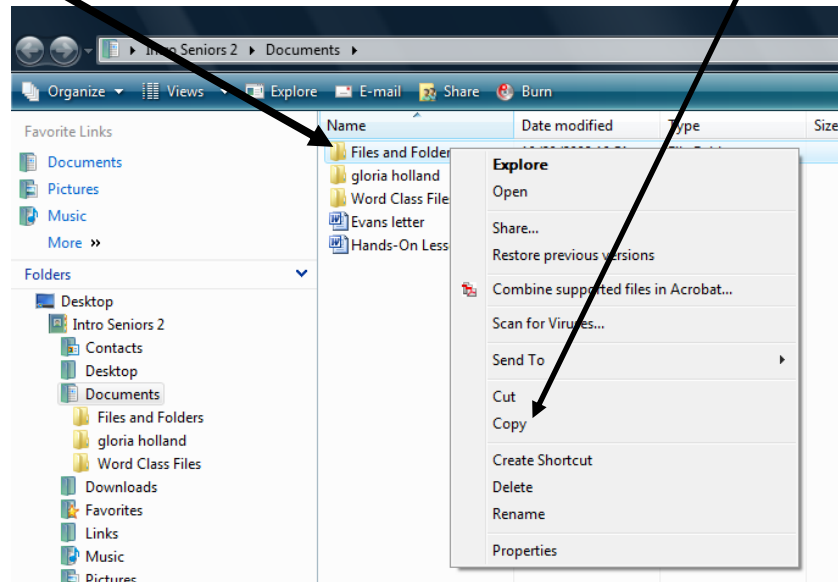 Intro Seniors 2 Documents
Organize Views Explore E-mail Share Burn
Favorite Links
Documents
Pictures
Music
More »
Folders
Desktop
Intro Seniors 2
Contacts
Desktop
Documents
Files and Folders
gloria holland
Word Class Files
Downloads
Favorites
Links
Music
Pictures
Name Date modified Type Size
Files and Folder
gloria holland
Word Class File
Evans letter
Hands-On Less
Explore
Open
Share...
Restore previous versions
Combine supported files in Acrobat...
Scan for Viruses...
Send To
Cut
Copy
Create Shortcut
Delete
Rename
Properties